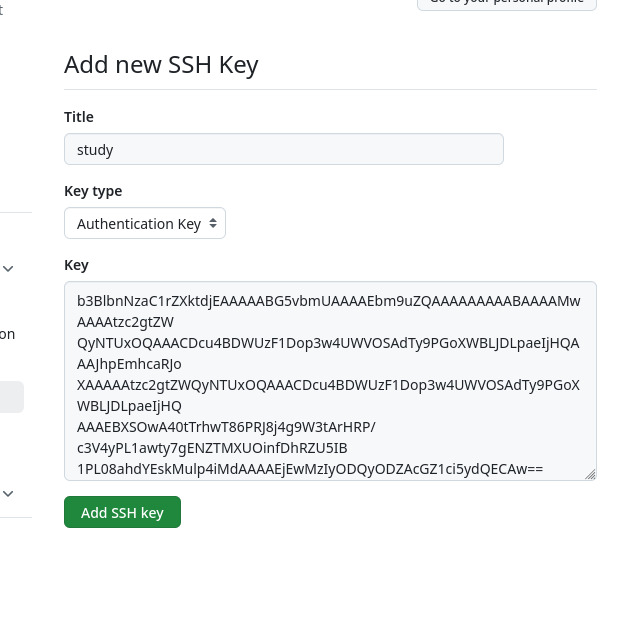 t
Go to your personal profile
Add new SSH Key
Title
study
Key type
Authentication Key
Key
b3BlbnNzaC1rZXktdjEAAAAABG5vbmUAAAAEbm9uZQAAAAAAAAABAAAAMw
AAAAtzc2gtZW
QyNTUxOQAAACDcu4BDWUzF1Dop3w4UWVOSAdTy9PGoXWBLJDLpaeIjHQA
AAJhpEmhcaRJo
on
XAAAAAtzc2gtZWQyNTUxOQAAACDcu4BDWUzF1Dop3w4UWVOSAdTy9PGoX
WBLJDLpaeIjHQ
AAAEBXSOwA40tTrhwT86PRJ8j4g9W3tArHRP/
c3V4yPL1awty7gENZTMXUOinfDhRZU5IB
1PL08ahdYEskMulp4iMdAAAAEjEwMzIyODQyODZAcGZ1ci5ydQECAw==
Add SSH key